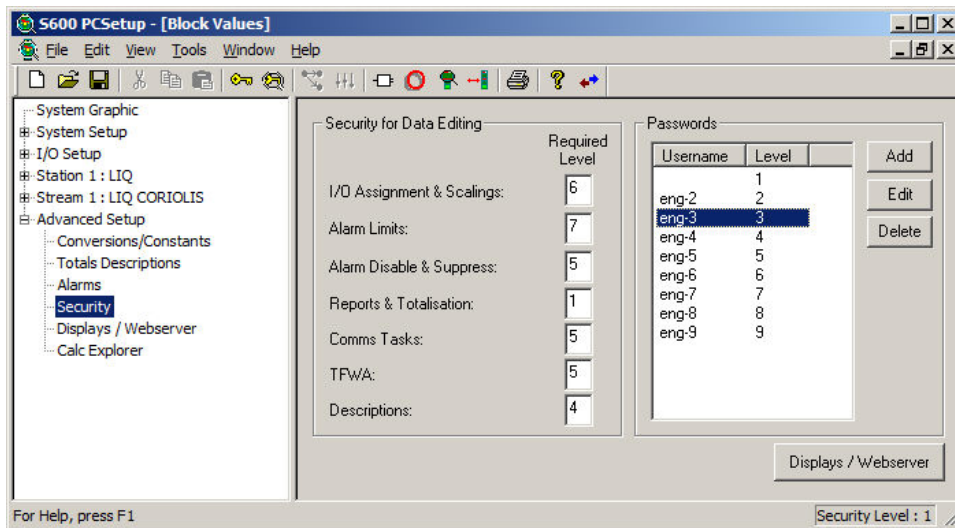 S600 PCSetup - [Block Values]
File Edit View Tools Window Help
System Graphic
System Setup
I/O Setup
Station 1 : LIQ
Stream 1 : LIQ CORIOLIS
Advanced Setup
Conversions/Constants
Totals Descriptions
Alarms
Security
Displays / Webserver
Calc Explorer
Security for Data Editing
Required
Level
I/O Assignment & Scalings: 6
Alarm Limits: 7
Alarm Disable & Suppress: 5
Reports & Totalisation: 1
Comms Tasks: 5
TFWA: 5
Descriptions: 4
Passwords
Username Level
1
eng-2 2
eng-3 3
eng-4 4
eng-5 5
eng-6 6
eng-7 7
eng-8 8
eng-9 9
Add
Edit
Delete
Displays / Webserver
For Help, press F1
Security Level : 1